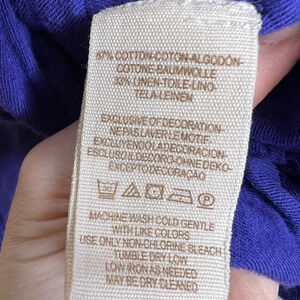 67% COTTON-COTON-ALGODÓN-
COTONE-BAUMWOLLE
33% LINEN-TOILE-LINO-
TELA-LEINEN
EXCLUSIVE OF DECORATION-
NE PAS LAVER LE MOTIF-
EXCLUYENDO LA DECORACION-
ESCLUSO IL DECORO-OHNE DEKO-
EXCEPTO DECORAÇAO
MACHINE WASH COLD GENTLE
WITH LIKE COLORS
USE ONLY NON-CHLORINE BLEACH
TUMBLE DRY LOW
LOW IRON AS NEEDED
MAY BE DRY CLEANED